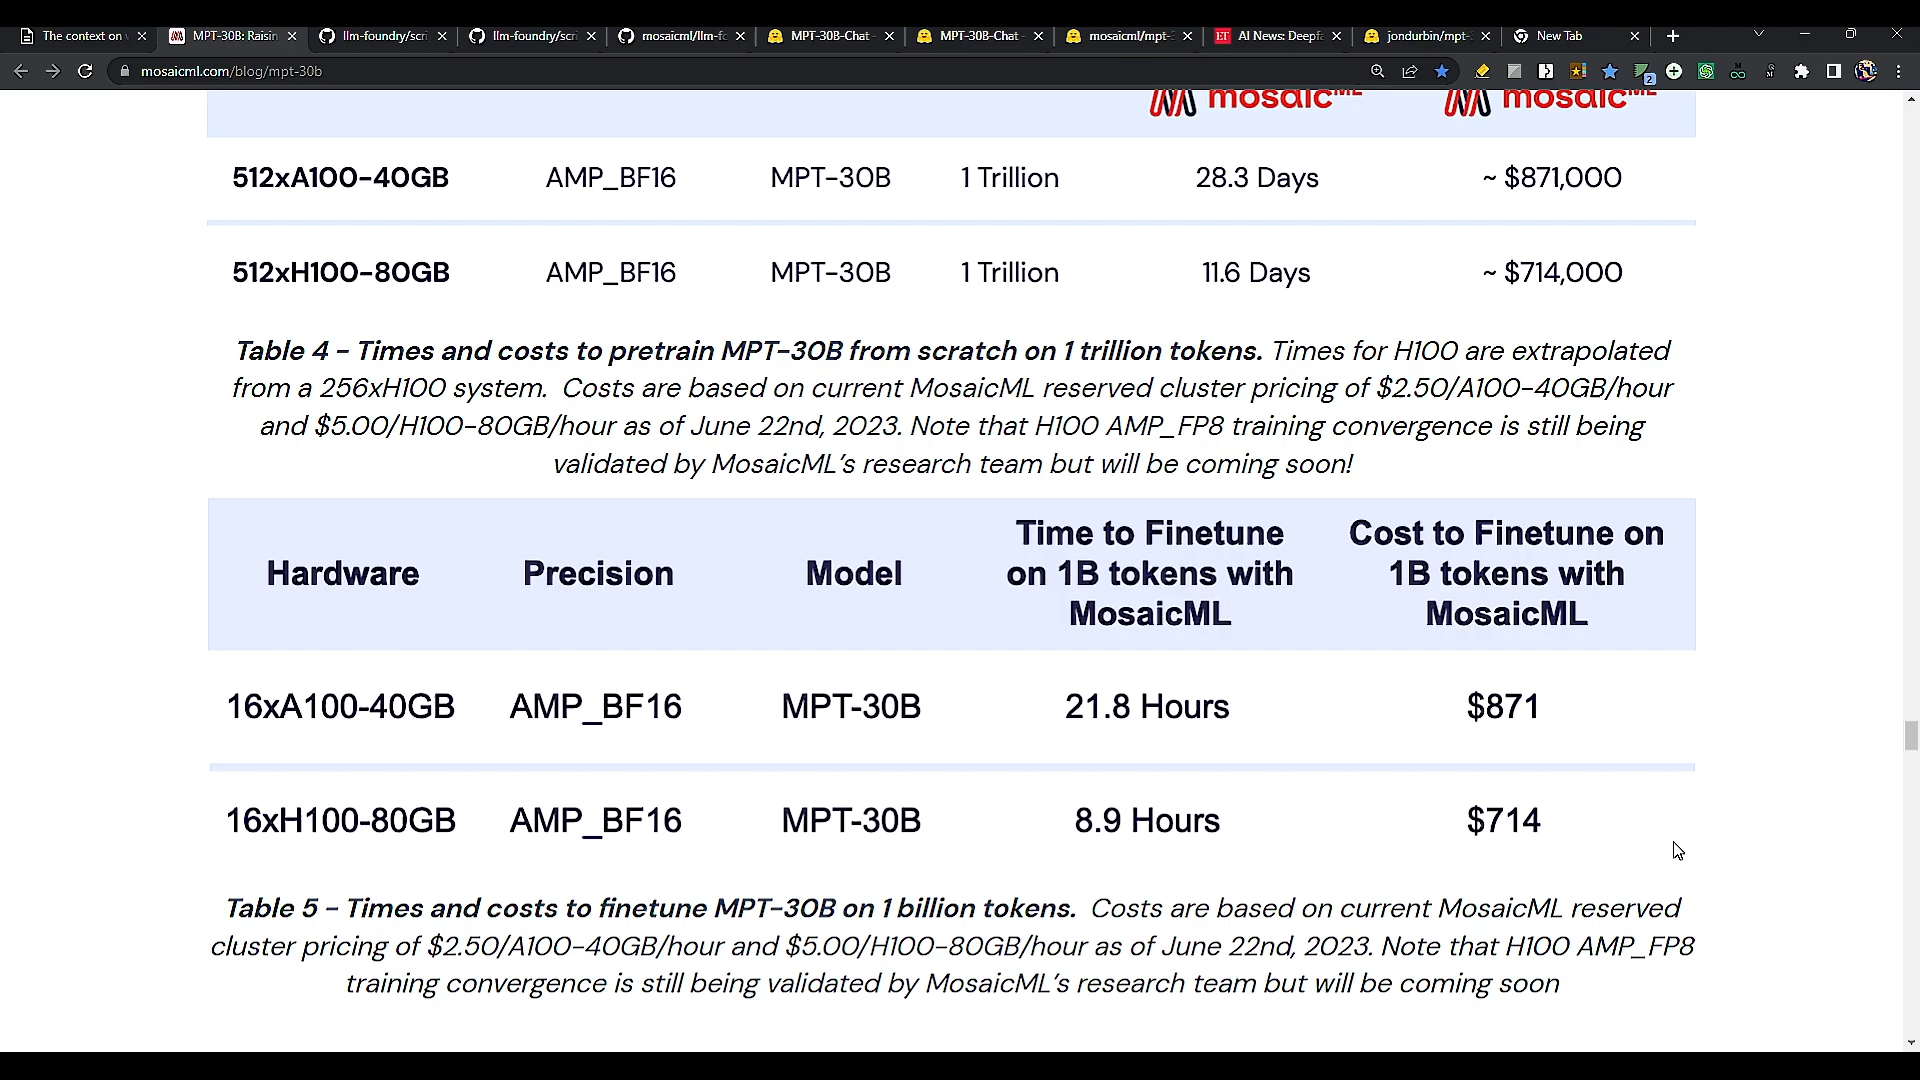 The context on
MPT-30B: Raisin
llm-foundry/scri
llm-foundry/scri
mosaicml/llm-fo
MPT-30B-Chat -
MPT-30B-Chat -
mosaicml/mpt-
AI News: Deepf
jondurbin/mpt-
New Tab
mosaicml.com/blog/mpt-30b
2
mosaicML mosaicML
512xA100-40GB AMP_BF16 MPT-30B 1 Trillion 28.3 Days ~ $871,000
512xH100-80GB AMP_BF16 MPT-30B 1 Trillion 11.6 Days ~ $714,000
Table 4 – Times and costs to pretrain MPT-30B from scratch on 1 trillion tokens. Times for H100 are extrapolated
from a 256xH100 system. Costs are based on current MosaicML reserved cluster pricing of $2.50/A100-40GB/hour
and $5.00/H100-80GB/hour as of June 22nd, 2023. Note that H100 AMP_FP8 training convergence is still being
validated by MosaicML’s research team but will be coming soon!
Hardware Precision Model Time to Finetune on 1B tokens with MosaicML Cost to Finetune on 1B tokens with MosaicML
16xA100-40GB AMP_BF16 MPT-30B 21.8 Hours $871
16xH100-80GB AMP_BF16 MPT-30B 8.9 Hours $714
Table 5 – Times and costs to finetune MPT-30B on 1 billion tokens. Costs are based on current MosaicML reserved
cluster pricing of $2.50/A100-40GB/hour and $5.00/H100-80GB/hour as of June 22nd, 2023. Note that H100 AMP_FP8
training convergence is still being validated by MosaicML’s research team but will be coming soon